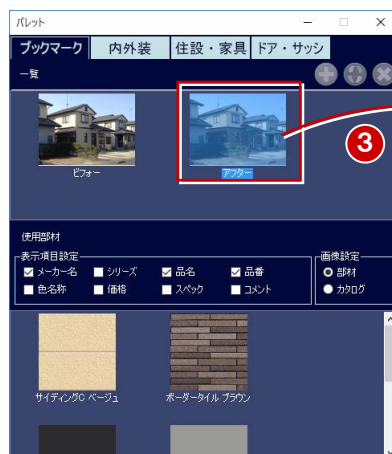 パレット
ブックマーク 内外装 住設・家具 ドア・サッシ
一覧
ビフォー アフター
3
使用部材
表示項目設定 画像設定
メーカー名 シリーズ 品名 品番 部材
色名称 価格 スペック コメント カタログ
サイディングC ベージュ ボーダータイル ブラウン